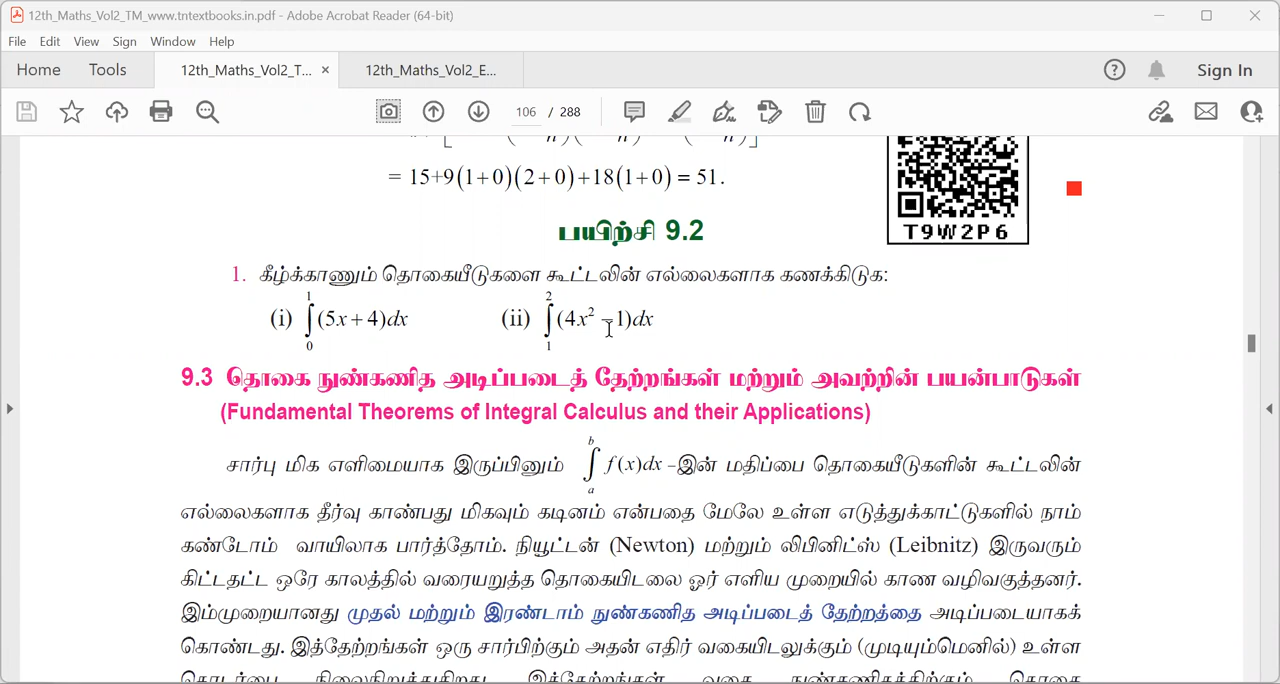 12th_Maths_Vol2_TM_www.tntextbooks.in.pdf - Adobe Acrobat Reader (64-bit)
File Edit View Sign Window Help
Home Tools 12th_Maths_Vol2_T... × 12th_Maths_Vol2_E... Sign In
106 / 288
= 15+9(1+0)(2+0)+18(1+0) = 51.
T9W2P6
பயிற்சி 9.2
1. கீழ்க்காணும் தொகையீடுகளை கூட்டலின் எல்லைகளாக கணக்கிடுக:
(i) ∫₀¹(5x+4)dx (ii) ∫₁²(4x² −1)dx
9.3 தொகை நுண்கணித அடிப்படைத் தேற்றங்கள் மற்றும் அவற்றின் பயன்பாடுகள்
(Fundamental Theorems of Integral Calculus and their Applications)
சார்பு மிக எளிமையாக இருப்பினும் ∫ₐᵇ f(x)dx -இன் மதிப்பை தொகையீடுகளின் கூட்டலின்
எல்லைகளாக தீர்வு காண்பது மிகவும் கடினம் என்பதை மேலே உள்ள எடுத்துக்காட்டுகளில் நாம்
கண்டோம் வாயிலாக பார்த்தோம். நியூட்டன் (Newton) மற்றும் லிபினிட்ஸ் (Leibnitz) இருவரும்
கிட்டதட்ட ஒரே காலத்தில் வரையறுத்த தொகையிடலை ஓர் எளிய முறையில் காண வழிவகுத்தனர்.
இம்முறையானது முதல் மற்றும் இரண்டாம் நுண்கணித அடிப்படைத் தேற்றத்தை அடிப்படையாகக்
கொண்டது. இத்தேற்றங்கள் ஒரு சார்பிற்கும் அதன் எதிர் வகையிடலுக்கும் (முடியும்மெனில்) உள்ள